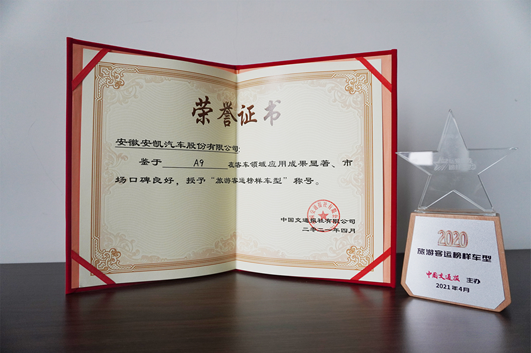 荣誉证书
安徽安凯汽车股份有限公司:
鉴于 A9 在客车领域应用成果显著、市
场口碑良好，授予“旅游客运榜样车型”称号。
中国交通报社有限公司
二零二一年四月
2020
旅游客运榜样车型
中国交通报 主办
2021年4月